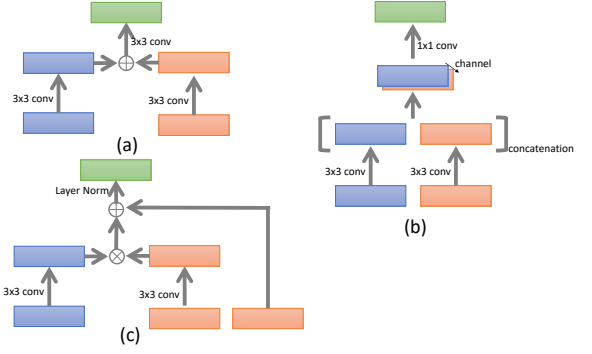 3x3 conv
3x3 conv
3x3 conv
(a)
1x1 conv
channel
concatenation
3x3 conv
3x3 conv
(b)
Layer Norm
3x3 conv
3x3 conv
(c)